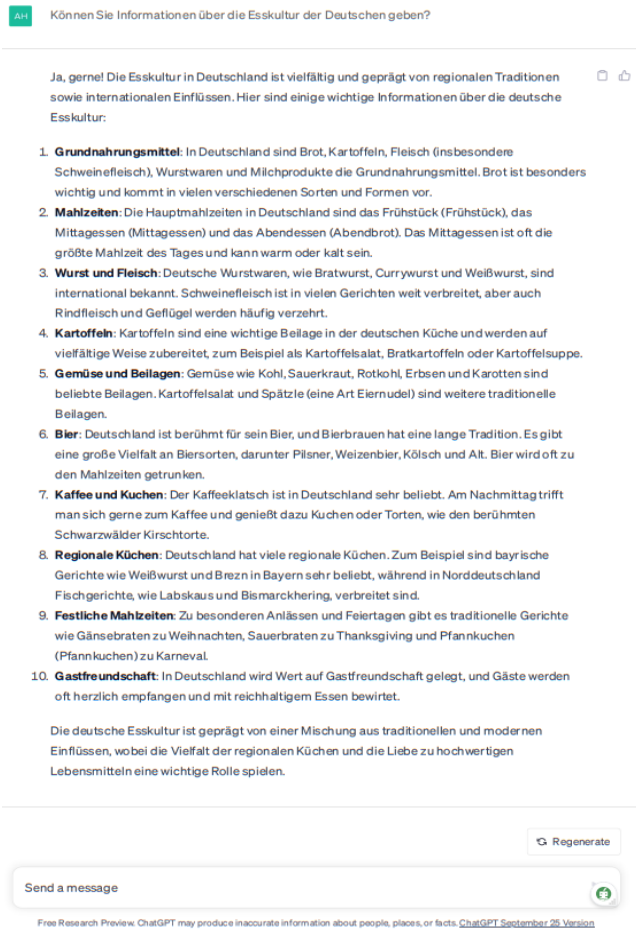 AH Können Sie Informationen über die Esskultur der Deutschen geben?
Ja, gerne! Die Esskultur in Deutschland ist vielfältig und geprägt von regionalen Traditionen
sowie internationalen Einflüssen. Hier sind einige wichtige Informationen über die deutsche
Esskultur:
1. Grundnahrungsmittel: In Deutschland sind Brot, Kartoffeln, Fleisch (insbesondere
Schweinefleisch), Wurstwaren und Milchprodukte die Grundnahrungsmittel. Brot ist besonders
wichtig und kommt in vielen verschiedenen Sorten und Formen vor.
2. Mahlzeiten: Die Hauptmahlzeiten in Deutschland sind das Frühstück (Frühstück), das
Mittagessen (Mittagessen) und das Abendessen (Abendbrot). Das Mittagessen ist oft die
größte Mahlzeit des Tages und kann warm oder kalt sein.
3. Wurst und Fleisch: Deutsche Wurstwaren, wie Bratwurst, Currywurst und Weißwurst, sind
international bekannt. Schweinefleisch ist in vielen Gerichten weit verbreitet, aber auch
Rindfleisch und Geflügel werden häufig verzehrt.
4. Kartoffeln: Kartoffeln sind eine wichtige Beilage in der deutschen Küche und werden auf
vielfältige Weise zubereitet, zum Beispiel als Kartoffelsalat, Bratkartoffeln oder Kartoffelsuppe.
5. Gemüse und Beilagen: Gemüse wie Kohl, Sauerkraut, Rotkohl, Erbsen und Karotten sind
beliebte Beilagen. Kartoffelsalat und Spätzle (eine Art Eiernudel) sind weitere traditionelle
Beilagen.
6. Bier: Deutschland ist berühmt für sein Bier, und Bierbrauen hat eine lange Tradition. Es gibt
eine große Vielfalt an Biersorten, darunter Pilsner, Weizenbier, Kölsch und Alt. Bier wird oft zu
den Mahlzeiten getrunken.
7. Kaffee und Kuchen: Der Kaffeeklatsch ist in Deutschland sehr beliebt. Am Nachmittag trifft
man sich gerne zum Kaffee und genießt dazu Kuchen oder Torten, wie den berühmten
Schwarzwälder Kirschtorte.
8. Regionale Küchen: Deutschland hat viele regionale Küchen. Zum Beispiel sind bayrische
Gerichte wie Weißwurst und Brezn in Bayern sehr beliebt, während in Norddeutschland
Fischgerichte, wie Labskaus und Bismarckhering, verbreitet sind.
9. Festliche Mahlzeiten: Zu besonderen Anlässen und Feiertagen gibt es traditionelle Gerichte
wie Gänsebraten zu Weihnachten, Sauerbraten zu Thanksgiving und Pfannkuchen
(Pfannkuchen) zu Karneval.
10. Gastfreundschaft: In Deutschland wird Wert auf Gastfreundschaft gelegt, und Gäste werden
oft herzlich empfangen und mit reichhaltigem Essen bewirtet.
Die deutsche Esskultur ist geprägt von einer Mischung aus traditionellen und modernen
Einflüssen, wobei die Vielfalt der regionalen Küchen und die Liebe zu hochwertigen
Lebensmitteln eine wichtige Rolle spielen.
Regenerate
Send a message
Free Research Preview. ChatGPT may produce inaccurate information about people, places, or facts. ChatGPT September 25 Version